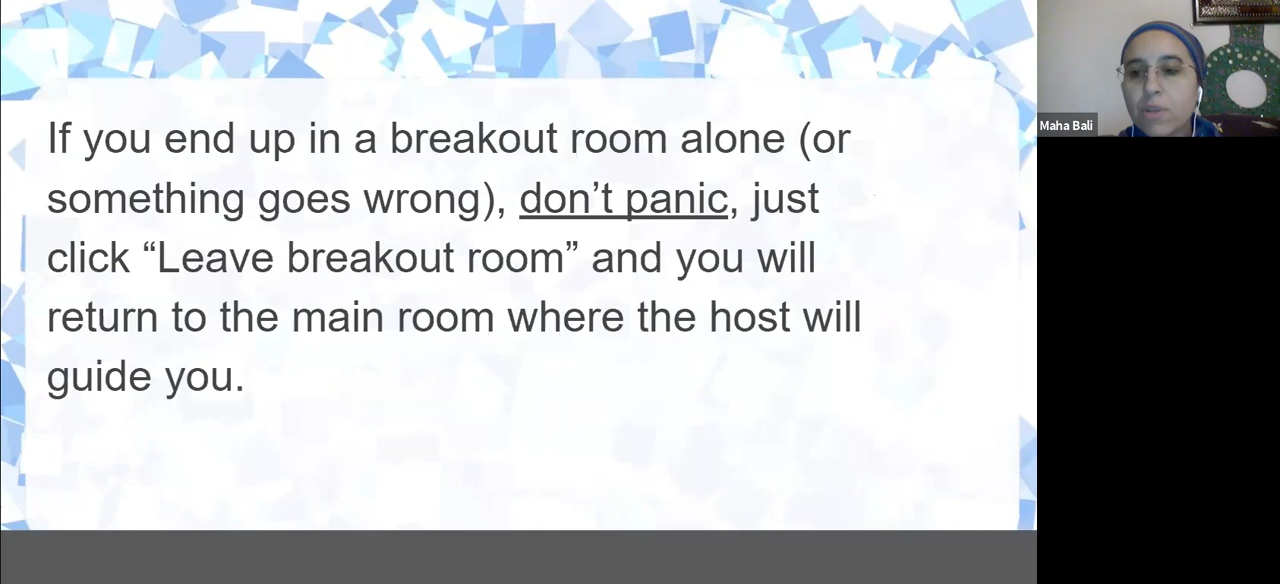 If you end up in a breakout room alone (or
something goes wrong), don’t panic, just
click “Leave breakout room” and you will
return to the main room where the host will
guide you.
Maha Bali